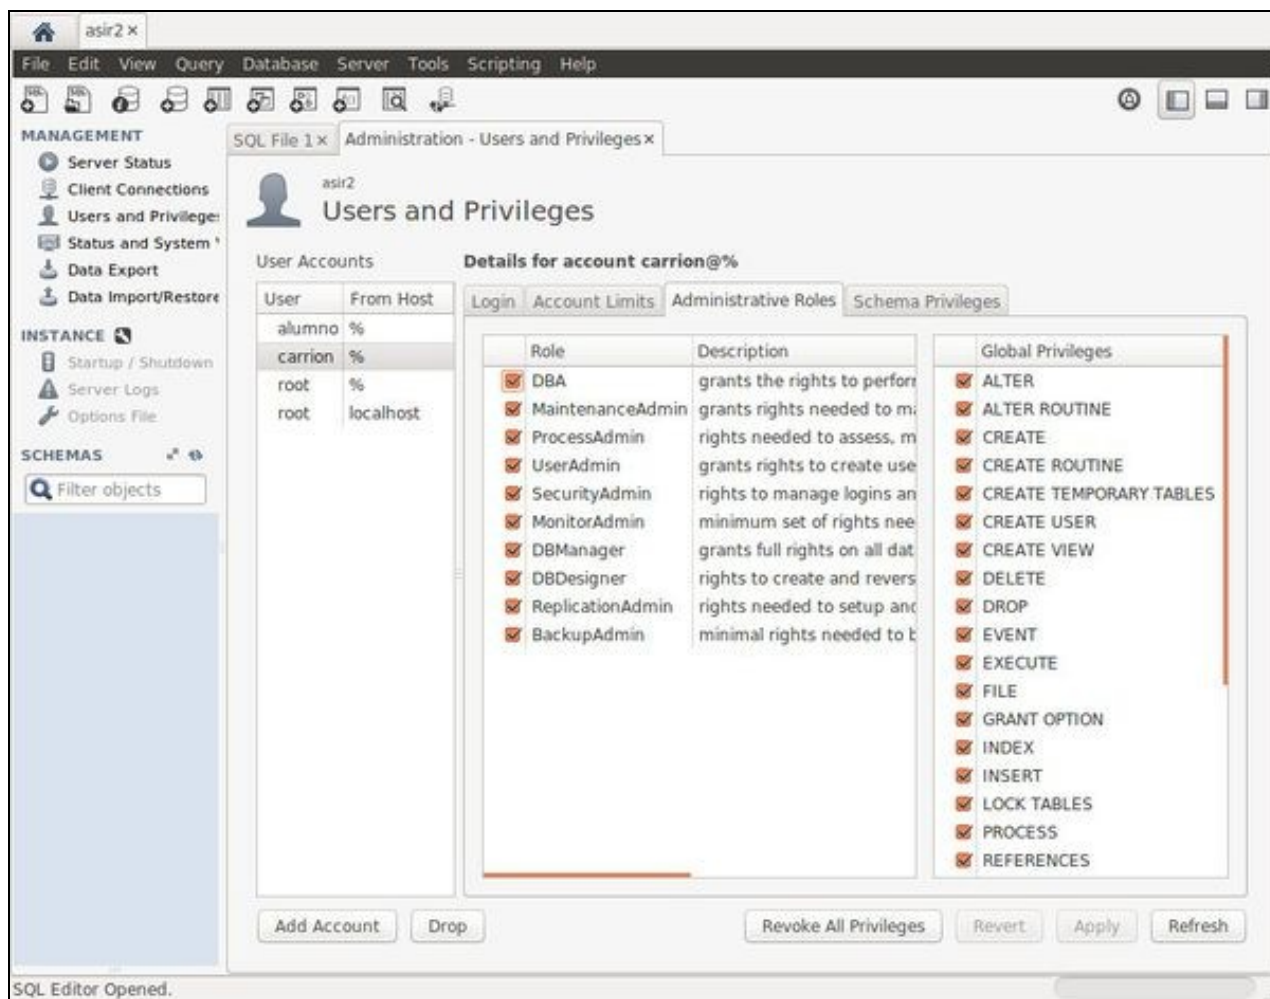 asir2 ×
File Edit View Query Database Server Tools Scripting Help
MANAGEMENT
Server Status
Client Connections
Users and Privilege
Status and System
Data Export
Data Import/Restore
INSTANCE
Startup / Shutdown
Server Logs
Options File
SCHEMAS
Filter objects
SQL File 1 × Administration - Users and Privileges ×
asir2
Users and Privileges
User Accounts
User From Host
alumno %
carrion %
root %
root localhost
Details for account carrion@%
Login Account Limits Administrative Roles Schema Privileges
Role Description
DBA grants the rights to perfor
MaintenanceAdmin grants rights needed to m
ProcessAdmin rights needed to assess, m
UserAdmin grants rights to create use
SecurityAdmin rights to manage logins an
MonitorAdmin minimum set of rights nee
DBManager grants full rights on all dat
DBDesigner rights to create and revers
ReplicationAdmin rights needed to setup and
BackupAdmin minimal rights needed to b
Global Privileges
ALTER
ALTER ROUTINE
CREATE
CREATE ROUTINE
CREATE TEMPORARY TABLES
CREATE USER
CREATE VIEW
DELETE
DROP
EVENT
EXECUTE
FILE
GRANT OPTION
INDEX
INSERT
LOCK TABLES
PROCESS
REFERENCES
Add Account Drop Revoke All Privileges Revert Apply Refresh
SQL Editor Opened.